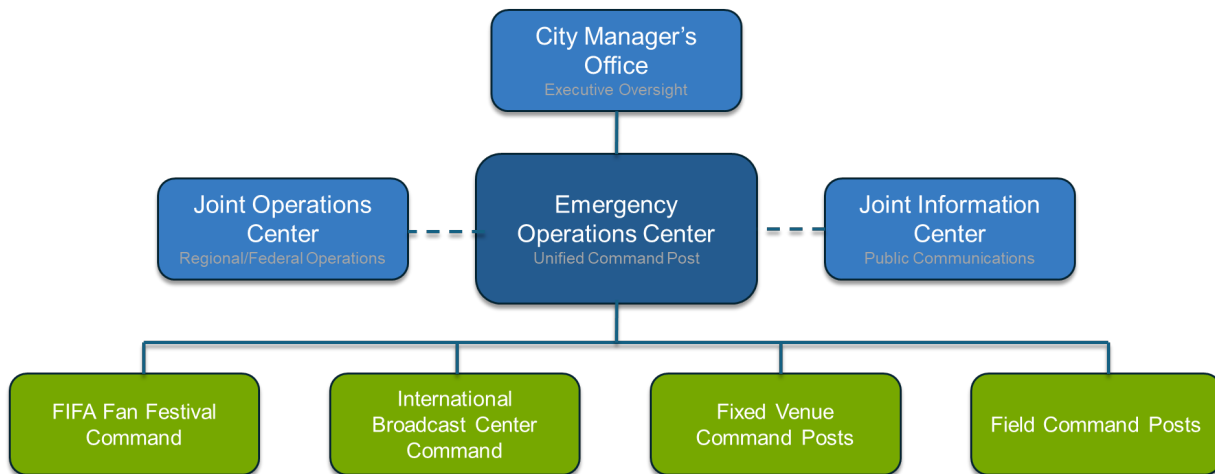 City Manager’s
Office
Executive Oversight
Joint Operations
Center
Regional/Federal Operations
Emergency
Operations Center
Unified Command Post
Joint Information
Center
Public Communications
FIFA Fan Festival
Command
International
Broadcast Center
Command
Fixed Venue
Command Posts
Field Command Posts